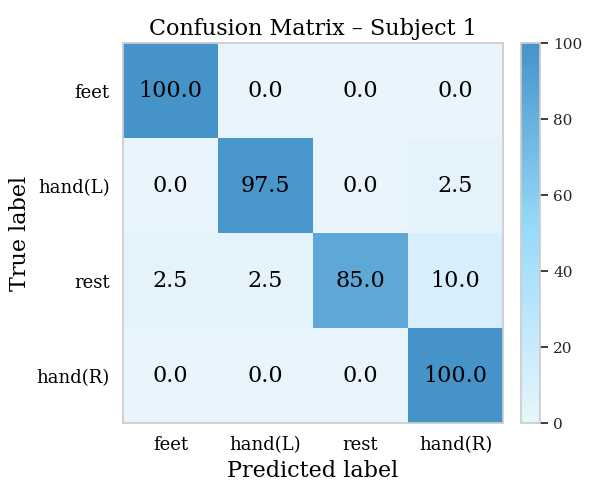 Confusion Matrix – Subject 1
True label
feet 100.0 0.0 0.0 0.0
hand(L) 0.0 97.5 0.0 2.5
rest 2.5 2.5 85.0 10.0
hand(R) 0.0 0.0 0.0 100.0
feet hand(L) rest hand(R)
Predicted label
100
80
60
40
20
0